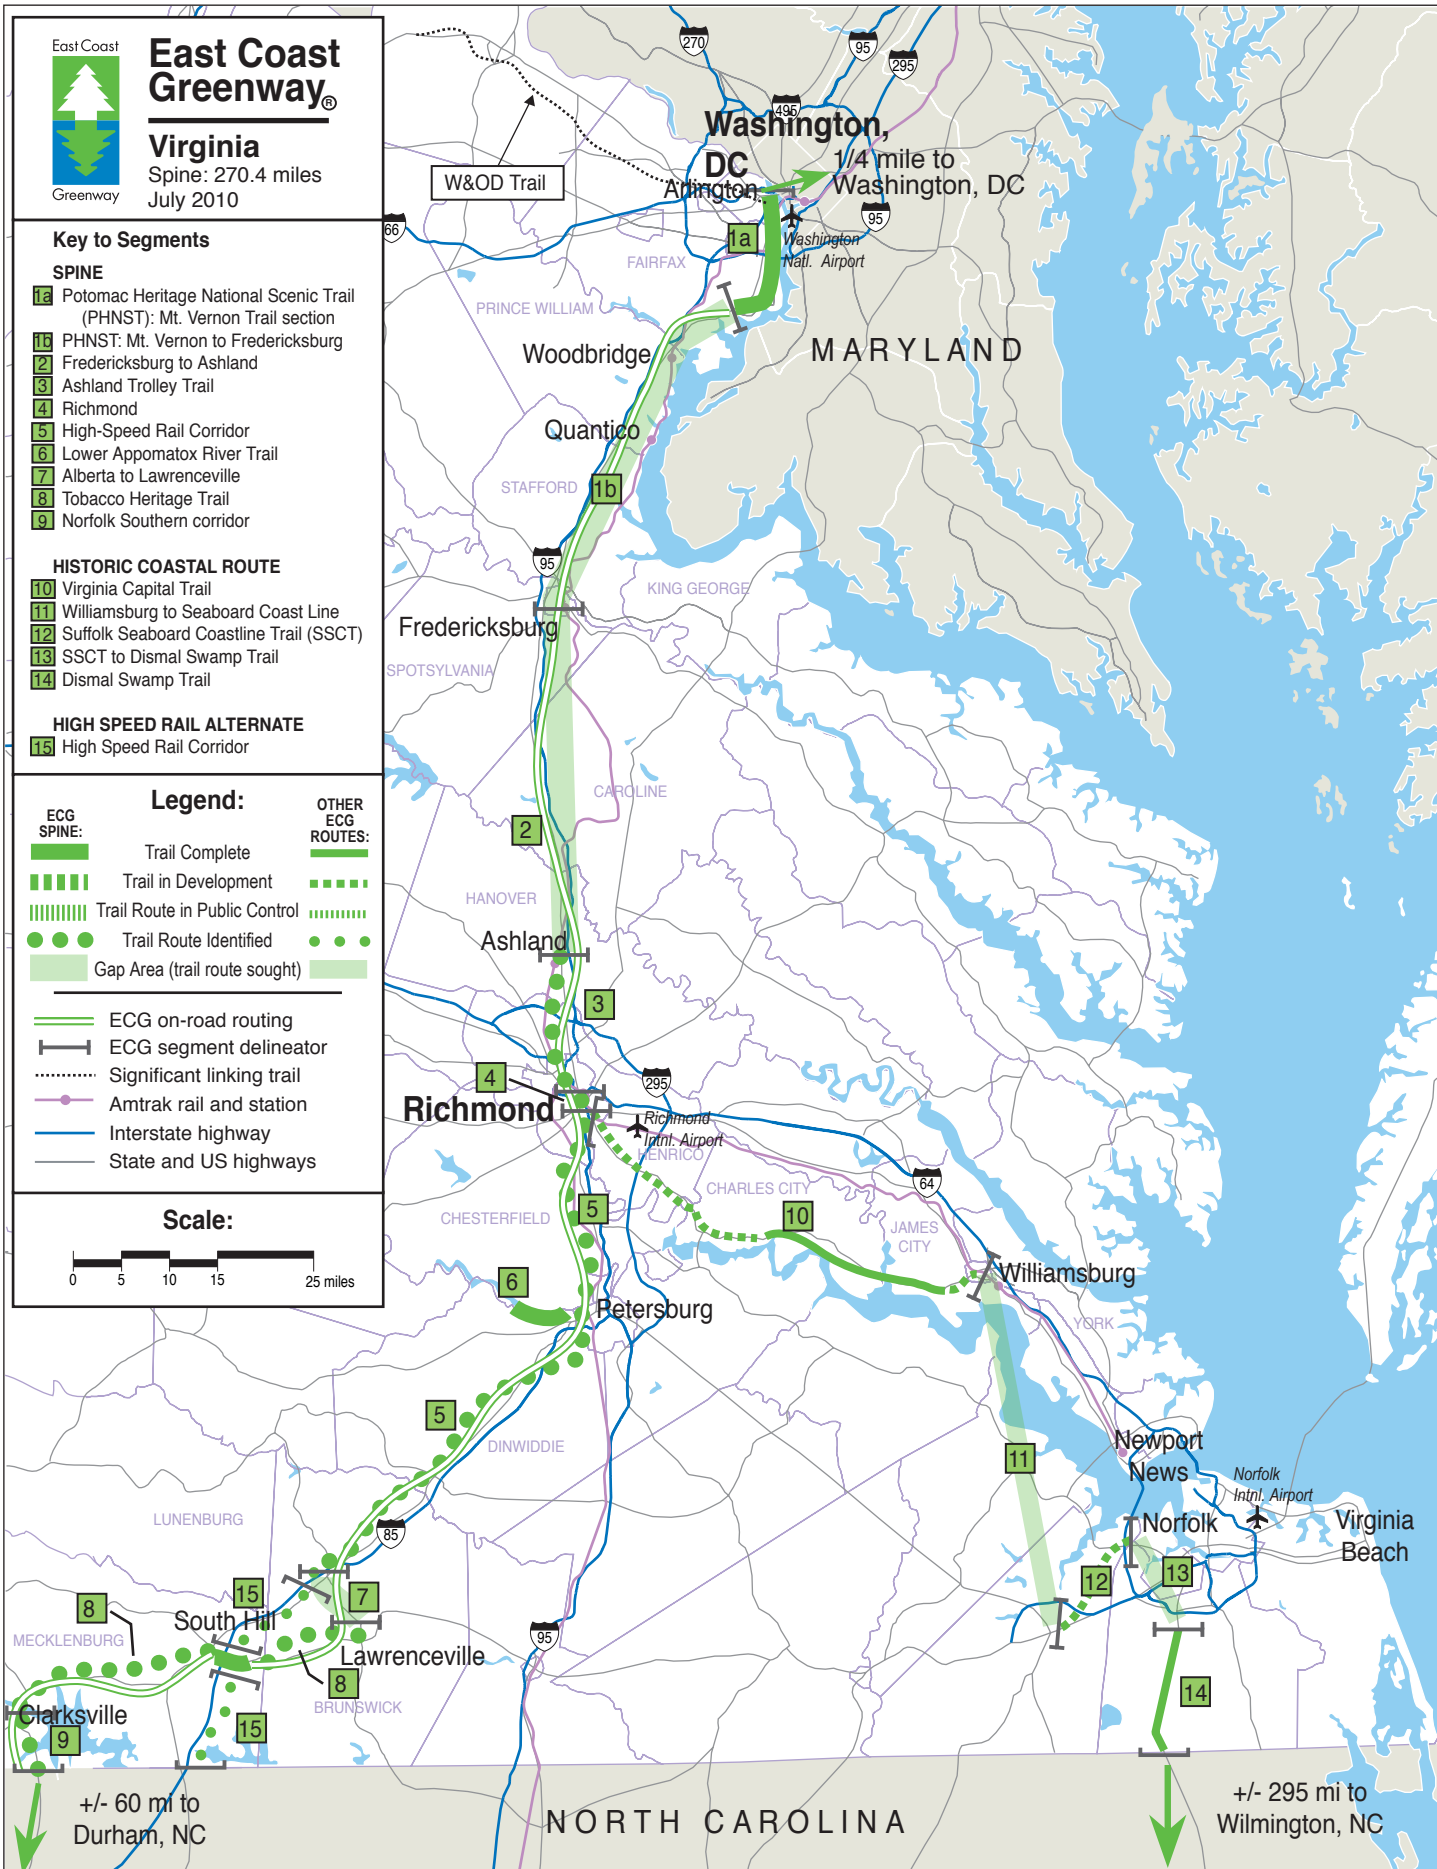 East Coast
Greenway
East Coast
Greenway®
Virginia
Spine: 270.4 miles
July 2010
Key to Segments
SPINE
1a Potomac Heritage National Scenic Trail
(PHNST): Mt. Vernon Trail section
1b PHNST: Mt. Vernon to Fredericksburg
2 Fredericksburg to Ashland
3 Ashland Trolley Trail
4 Richmond
5 High-Speed Rail Corridor
6 Lower Appomatox River Trail
7 Alberta to Lawrenceville
8 Tobacco Heritage Trail
9 Norfolk Southern corridor
HISTORIC COASTAL ROUTE
10 Virginia Capital Trail
11 Williamsburg to Seaboard Coast Line
12 Suffolk Seaboard Coastline Trail (SSCT)
13 SSCT to Dismal Swamp Trail
14 Dismal Swamp Trail
HIGH SPEED RAIL ALTERNATE
15 High Speed Rail Corridor
Legend:
ECG
SPINE:
OTHER
ECG
ROUTES:
Trail Complete
Trail in Development
Trail Route in Public Control
Trail Route Identified
Gap Area (trail route sought)
ECG on-road routing
ECG segment delineator
Significant linking trail
Amtrak rail and station
Interstate highway
State and US highways
Scale:
0 5 10 15 25 miles
270
95
295
495
Washington,
DC
1/4 mile to
Washington, DC
W&OD Trail
Arlington
66
95
1a
Washington
Natl. Airport
FAIRFAX
PRINCE WILLIAM
Woodbridge
MARYLAND
Quantico
STAFFORD
1b
95
KING GEORGE
Fredericksburg
SPOTSYLVANIA
CAROLINE
2
HANOVER
Ashland
3
4
295
Richmond
Richmond
Intnl. Airport
HENRICO
CHARLES CITY
64
5
10
CHESTERFIELD
JAMES
CITY
6
Williamsburg
Petersburg
YORK
5
DINWIDDIE
Newport
News
11
Norfolk
Intnl. Airport
LUNENBURG
85
Norfolk
Virginia
Beach
15
7
12
13
8
South Hill
MECKLENBURG
95
Lawrenceville
8
14
BRUNSWICK
Clarksville
15
9
+/- 60 mi to
Durham, NC
NORTH CAROLINA
+/- 295 mi to
Wilmington, NC